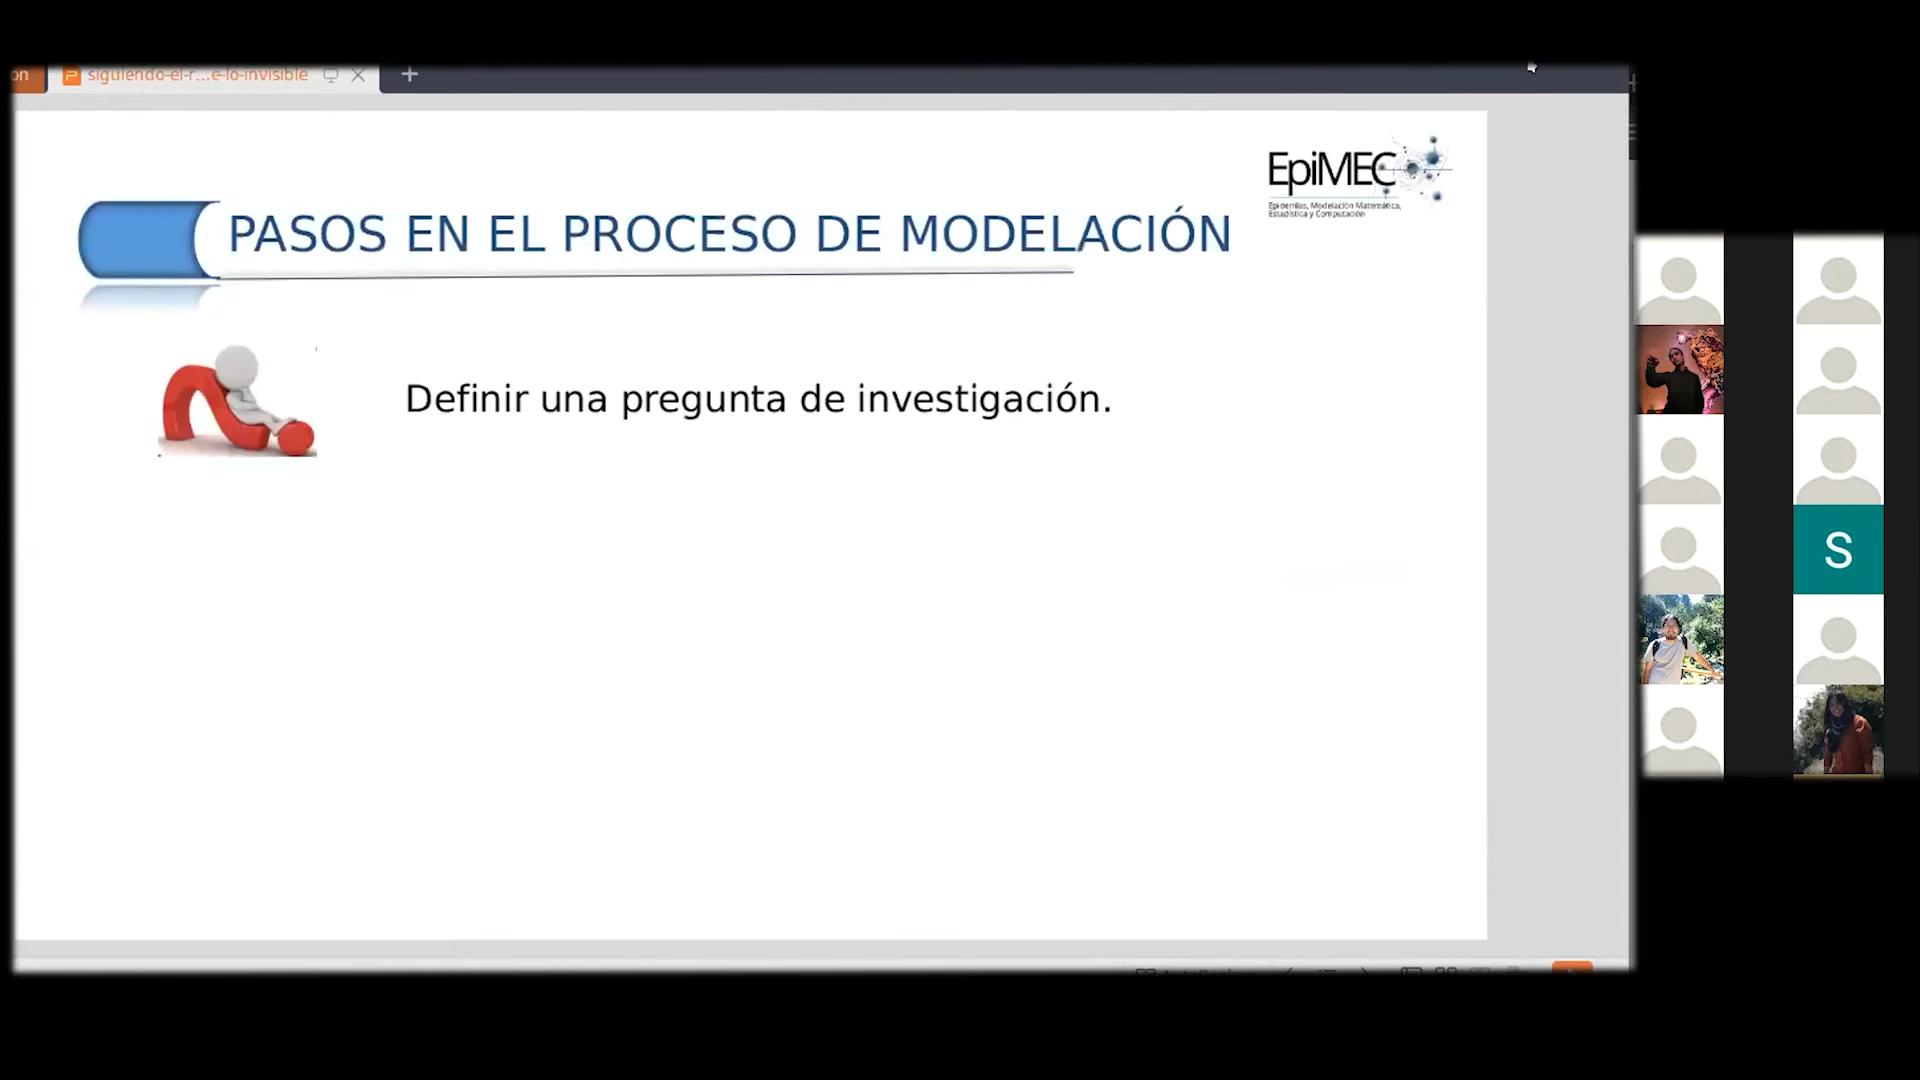 on
siguiendo-el-r...e-lo-invisible
EpiMEC
Epidemias, Modelación Matemática,
Estadística y Computación
PASOS EN EL PROCESO DE MODELACIÓN
Definir una pregunta de investigación.
S